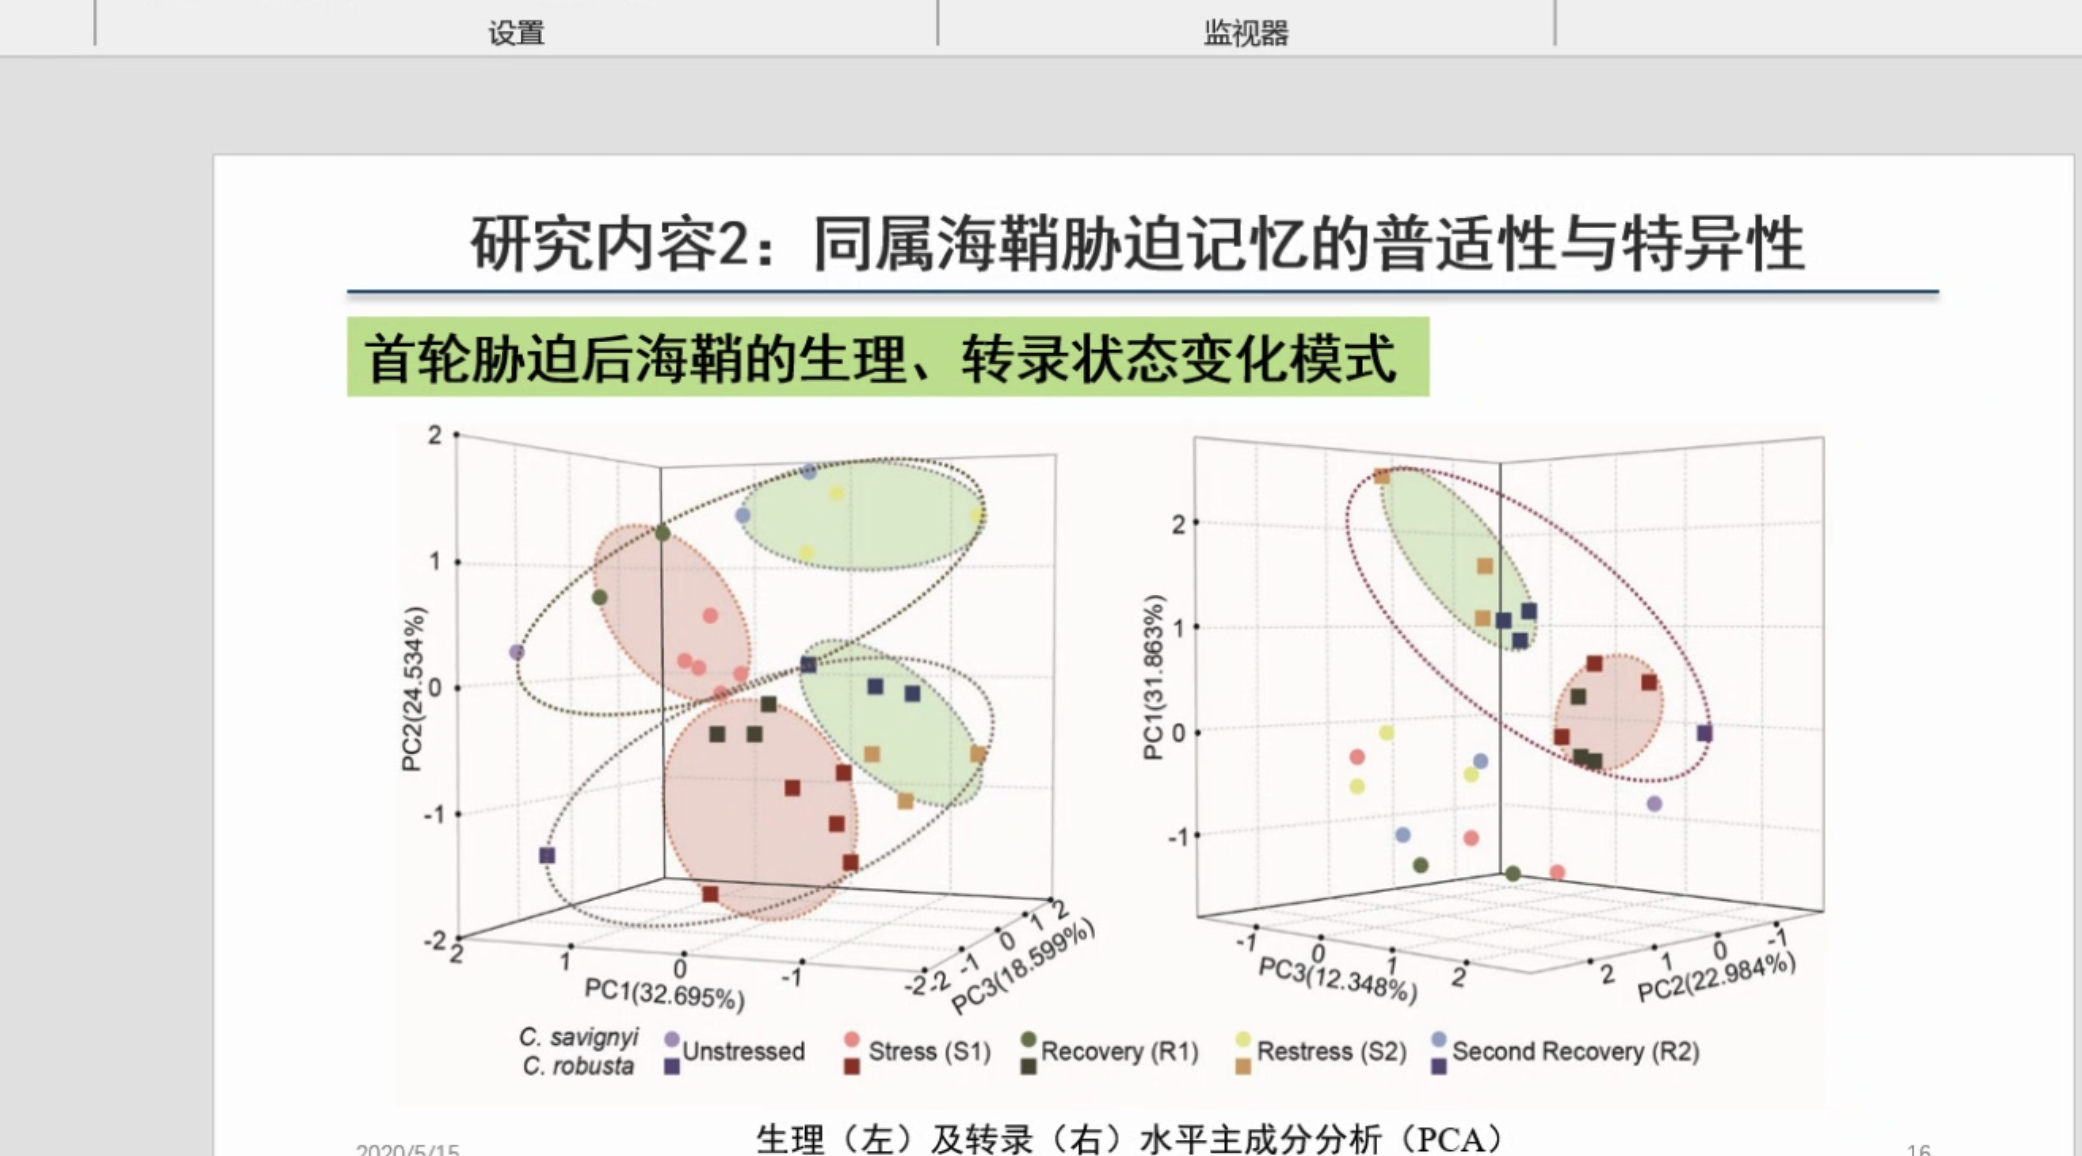 设置
监视器
研究内容2：同属海鞘胁迫记忆的普适性与特异性
首轮胁迫后海鞘的生理、转录状态变化模式
2
1
0
-1
-2
PC2(24.534%)
2
1
0
-1
-2
PC1(32.695%)
-2
-1
0
1
2
PC3(18.599%)
2
1
0
-1
PC1(31.863%)
-1
0
1
2
PC3(12.348%)
2
1
0
-1
PC2(22.984%)
C. savignyi
C. robusta
Unstressed
Stress (S1)
Recovery (R1)
Restress (S2)
Second Recovery (R2)
生理（左）及转录（右）水平主成分分析（PCA）
2020/5/15
16